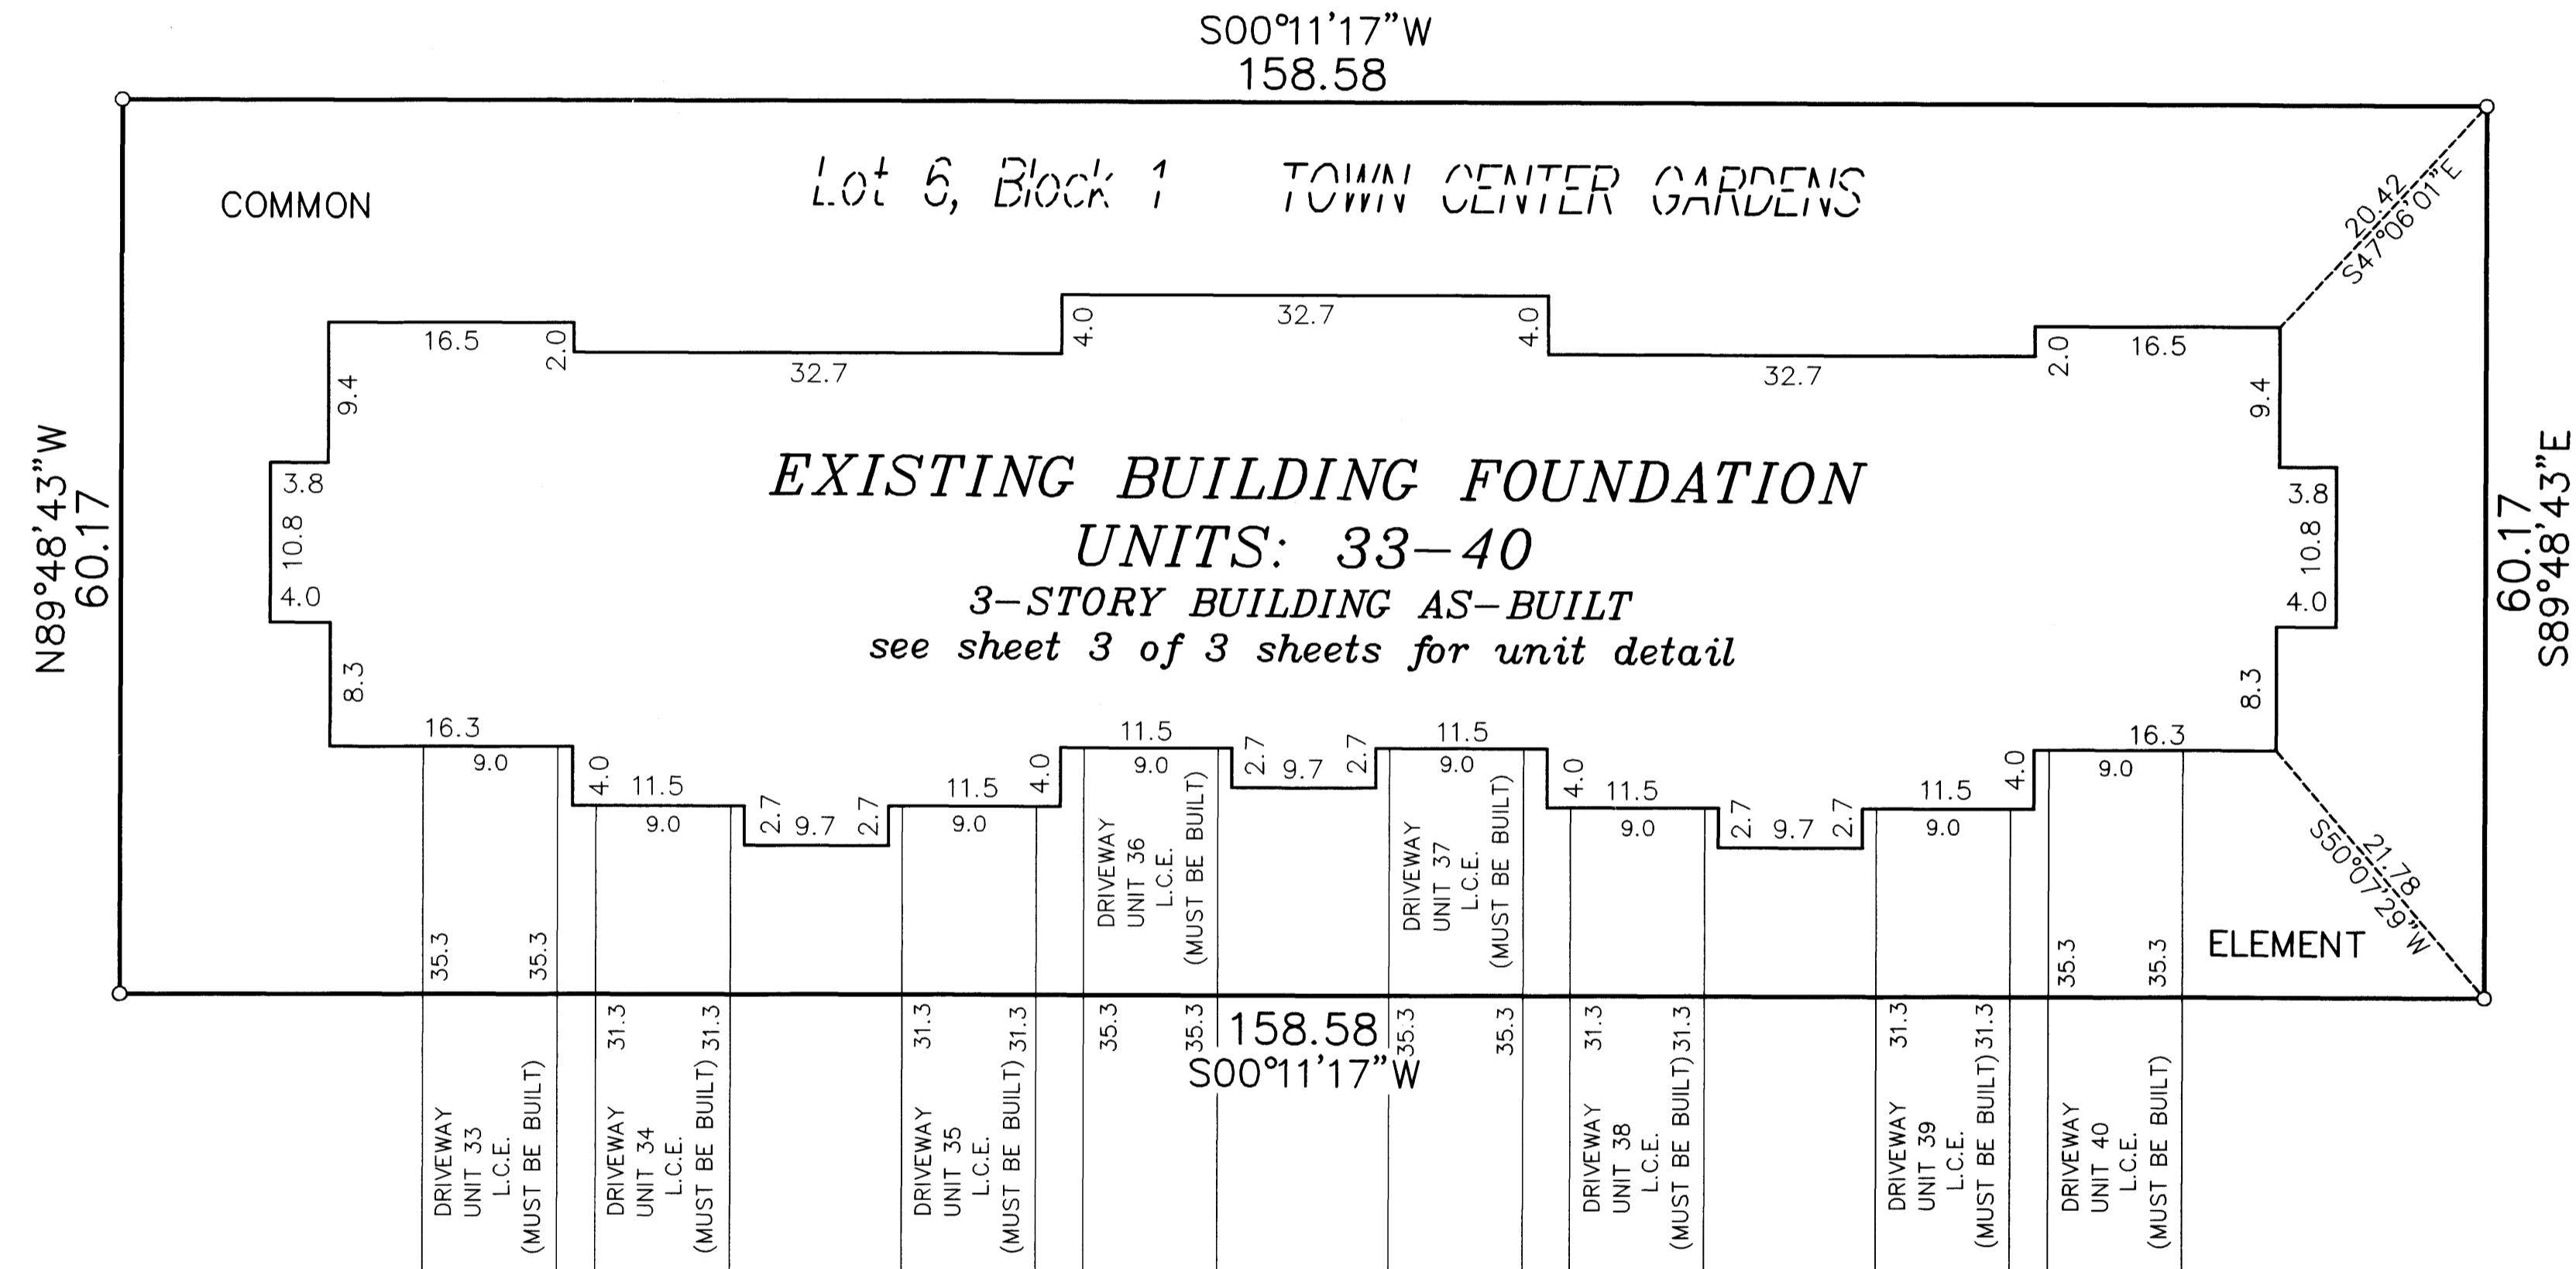 S00°11'17"W
158.58
Lot 6, Block 1 TOWN CENTER GARDENS
COMMON
20.42
S47°06'01"E
16.5
2.0
32.7
4.0
32.7
4.0
32.7
2.0
16.5
9.4
9.4
N89°48'43"W
60.17
60.17
S89°48'43"E
3.8
10.8
4.0
3.8
10.8
4.0
EXISTING BUILDING FOUNDATION
UNITS: 33-40
3-STORY BUILDING AS-BUILT
see sheet 3 of 3 sheets for unit detail
8.3
8.3
16.3
9.0
4.0
11.5
9.0
2.7
9.7
2.7
11.5
9.0
4.0
11.5
9.0
2.7
9.7
2.7
11.5
9.0
4.0
11.5
9.0
2.7
9.7
2.7
11.5
9.0
4.0
16.3
9.0
21.78
S50°07'29"W
ELEMENT
DRIVEWAY
UNIT 36
L.C.E.
(MUST BE BUILT)
DRIVEWAY
UNIT 37
L.C.E.
(MUST BE BUILT)
35.3
35.3
31.3
31.3
31.3
31.3
35.3
35.3
158.58
S00°11'17"W
35.3
35.3
31.3
31.3
31.3
31.3
35.3
35.3
DRIVEWAY
UNIT 33
L.C.E.
(MUST BE BUILT)
DRIVEWAY
UNIT 34
L.C.E.
(MUST BE BUILT)
DRIVEWAY
UNIT 35
L.C.E.
(MUST BE BUILT)
DRIVEWAY
UNIT 38
L.C.E.
(MUST BE BUILT)
DRIVEWAY
UNIT 39
L.C.E.
(MUST BE BUILT)
DRIVEWAY
UNIT 40
L.C.E.
(MUST BE BUILT)